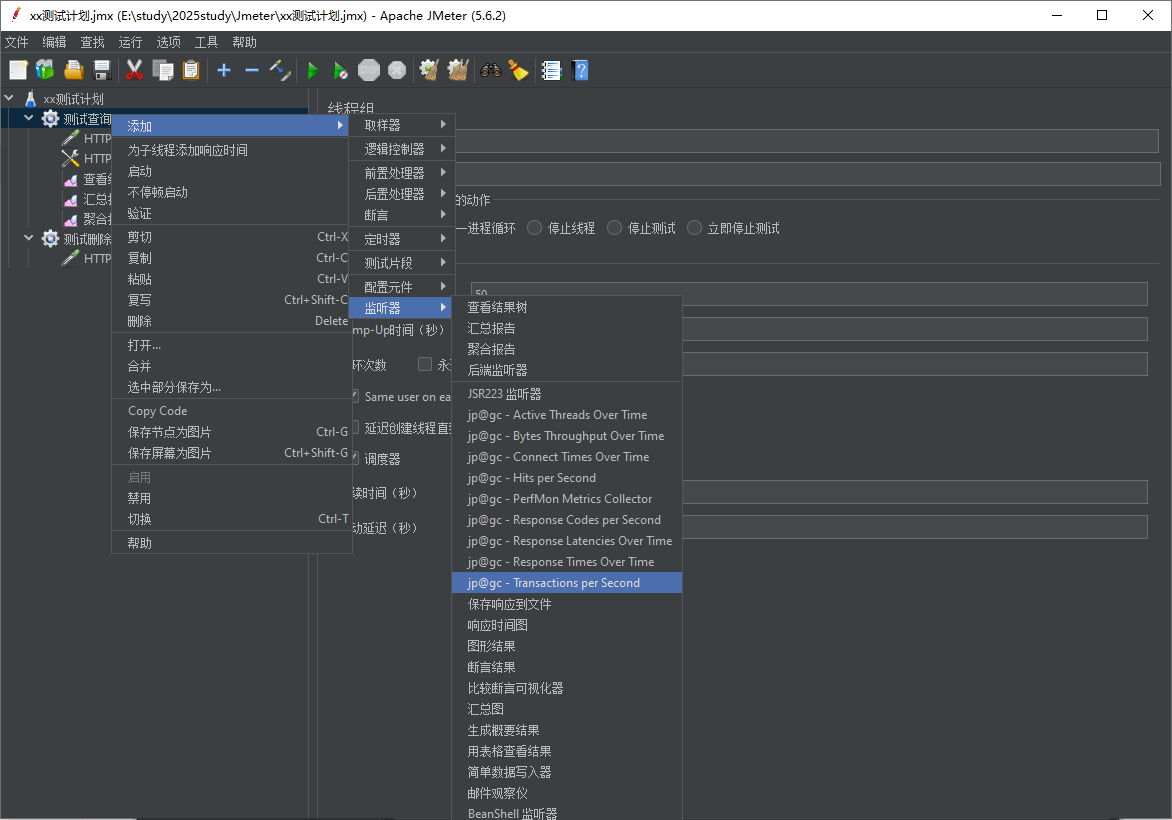 xx测试计划.jmx (E:\study\2025study\Jmeter\xx测试计划.jmx) - Apache JMeter (5.6.2)
文件 编辑 查找 运行 选项 工具 帮助
xx测试计划
测试查询
HTTP
HTTP
查看
汇总
聚合
测试删除
HTTP
添加
为子线程添加响应时间
启动
不停顿启动
验证
剪切 Ctrl-X
复制 Ctrl-C
粘贴 Ctrl-V
复写 Ctrl+Shift-C
删除 Delete
打开...
合并
选中部分保存为...
Copy Code
保存节点为图片 Ctrl-G
保存屏幕为图片 Ctrl+Shift-G
启用
禁用
切换 Ctrl-T
帮助
取样器
逻辑控制器
前置处理器
后置处理器
断言
定时器
测试片段
配置元件
监听器
查看结果树
汇总报告
聚合报告
后端监听器
JSR223 监听器
jp@gc - Active Threads Over Time
jp@gc - Bytes Throughput Over Time
jp@gc - Connect Times Over Time
jp@gc - Hits per Second
jp@gc - PerfMon Metrics Collector
jp@gc - Response Codes per Second
jp@gc - Response Latencies Over Time
jp@gc - Response Times Over Time
jp@gc - Transactions per Second
保存响应到文件
响应时间图
图形结果
断言结果
比较断言可视化器
汇总图
生成概要结果
用表格查看结果
简单数据写入器
邮件观察仪
BeanShell 监听器
线程组
的动作
一进程循环 停止线程 停止测试 立即停止测试
50
mp-Up时间（秒）
环次数 永
Same user on ea
延迟创建线程直
调度器
续时间（秒）
动延迟（秒）